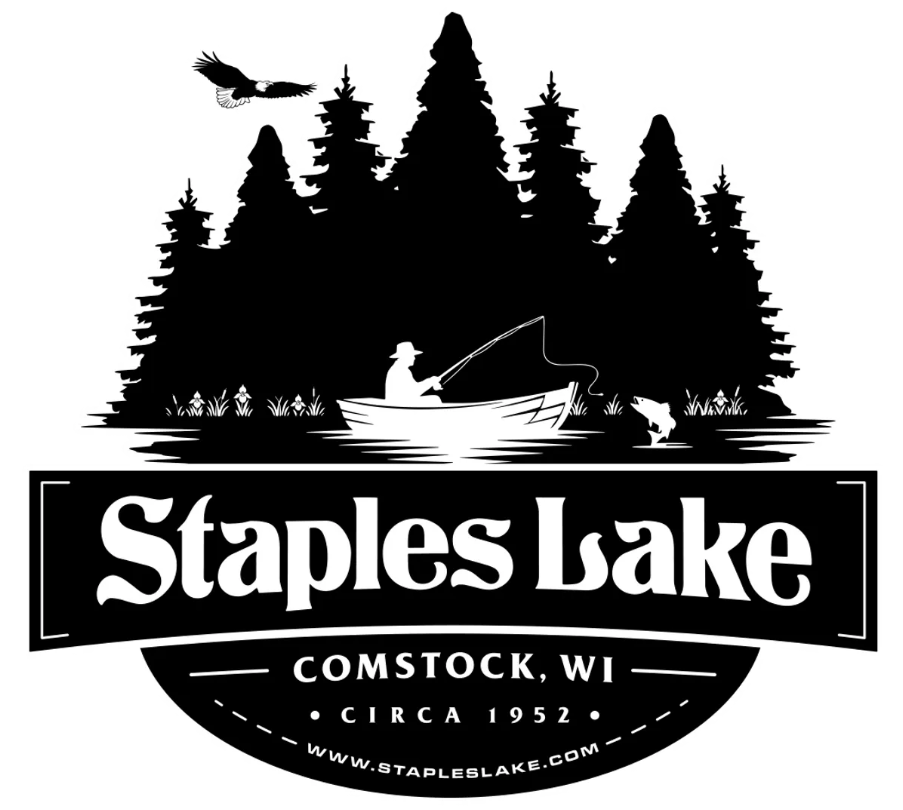 Staples Lake
COMSTOCK, WI
• CIRCA 1952 •
WWW.STAPLESLAKE.COM